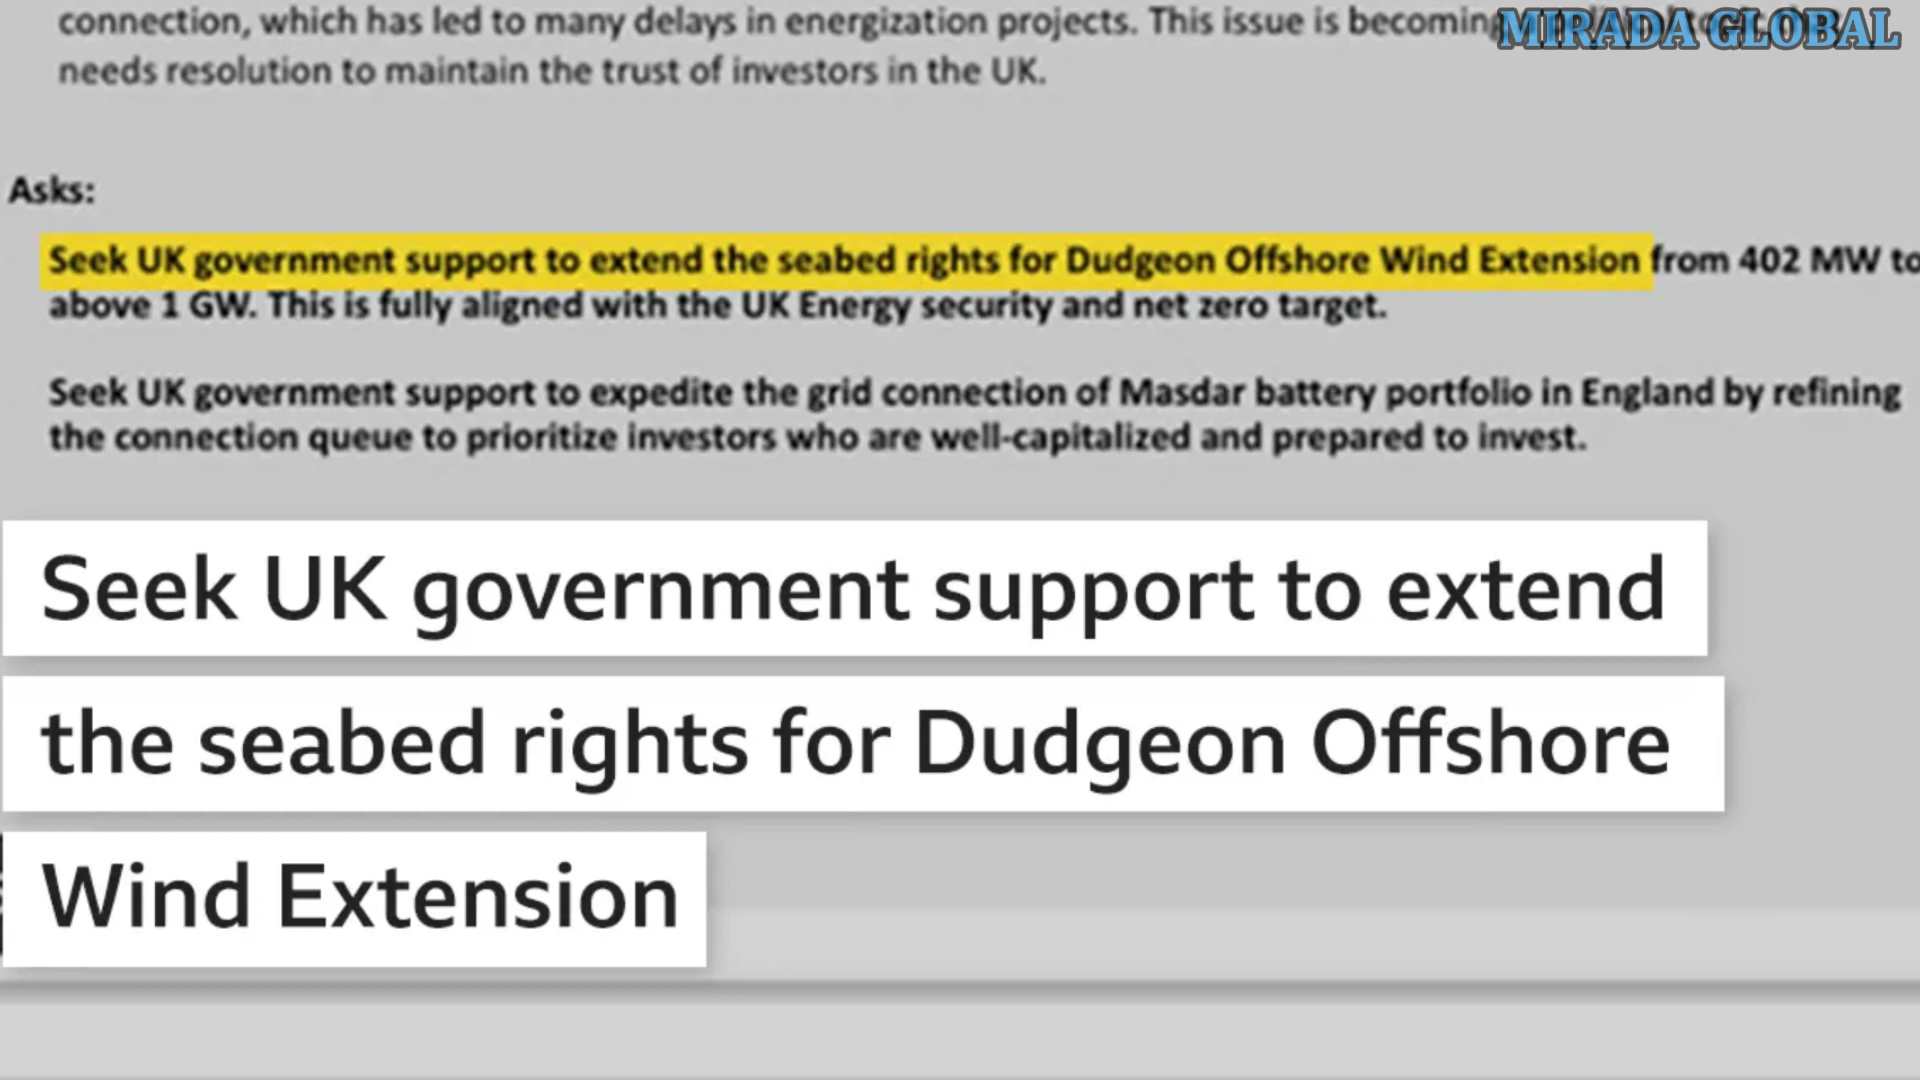 connection, which has led to many delays in energization projects. This issue is becoming
MIRADA GLOBAL
needs resolution to maintain the trust of investors in the UK.
Asks:
Seek UK government support to extend the seabed rights for Dudgeon Offshore Wind Extension from 402 MW to
above 1 GW. This is fully aligned with the UK Energy security and net zero target.
Seek UK government support to expedite the grid connection of Masdar battery portfolio in England by refining
the connection queue to prioritize investors who are well-capitalized and prepared to invest.
Seek UK government support to extend
the seabed rights for Dudgeon Offshore
Wind Extension